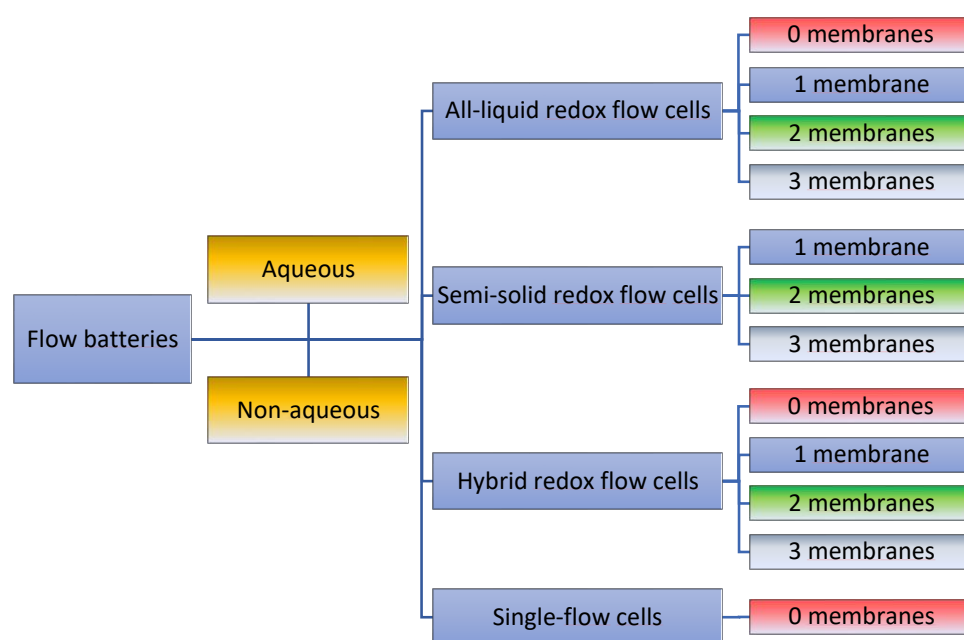 Flow batteries
Aqueous
Non-aqueous
All-liquid redox flow cells
0 membranes
1 membrane
2 membranes
3 membranes
Semi-solid redox flow cells
1 membrane
2 membranes
3 membranes
Hybrid redox flow cells
0 membranes
1 membrane
2 membranes
3 membranes
Single-flow cells
0 membranes